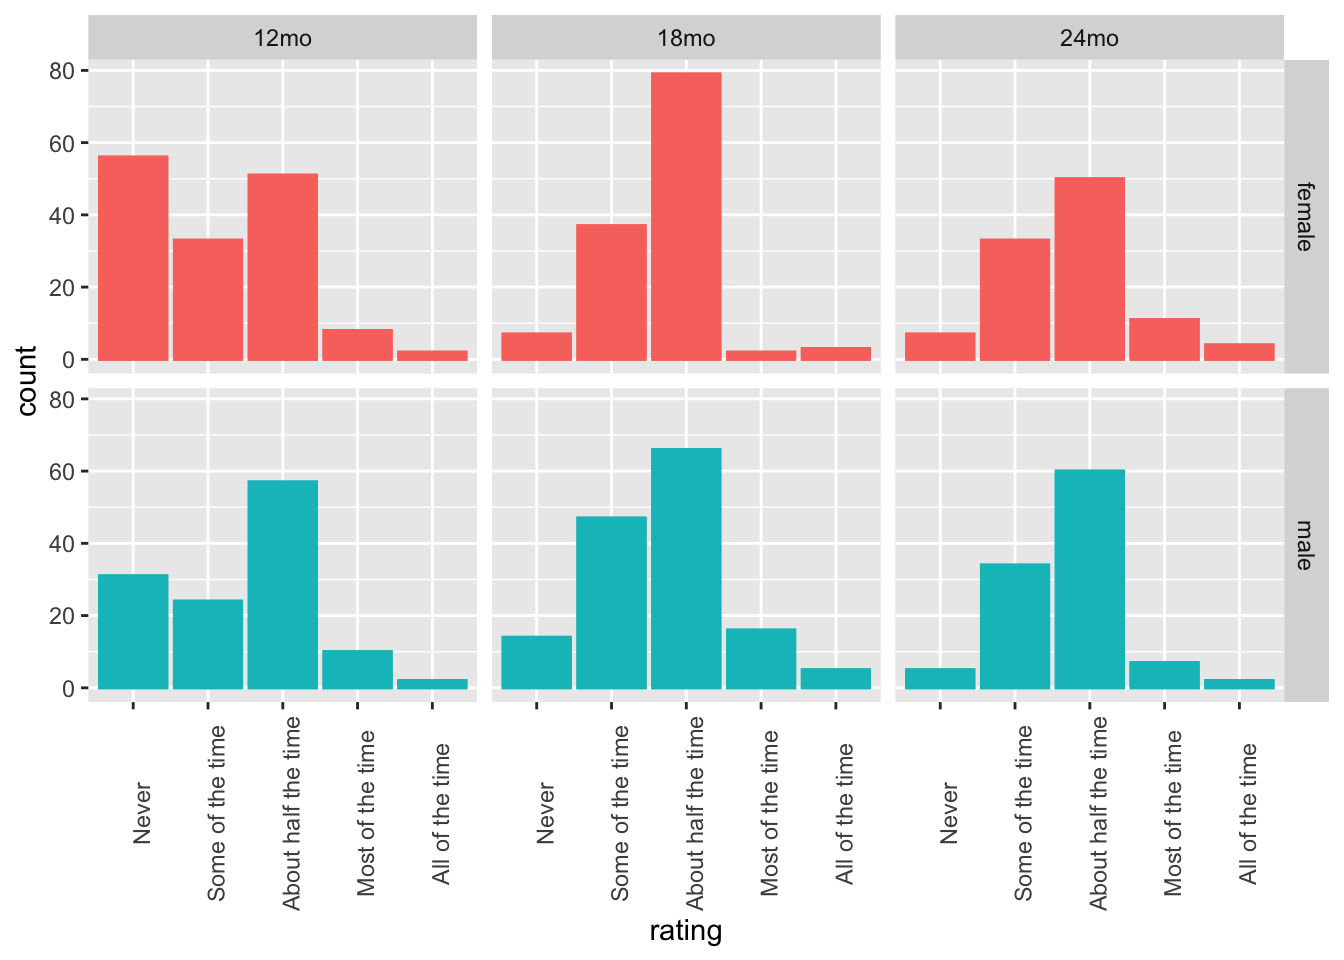 12mo
18mo
24mo
80
60
40
20
0
female
80
60
40
20
0
male
count
Never
Some of the time
About half the time
Most of the time
All of the time
Never
Some of the time
About half the time
Most of the time
All of the time
Never
Some of the time
About half the time
Most of the time
All of the time
rating